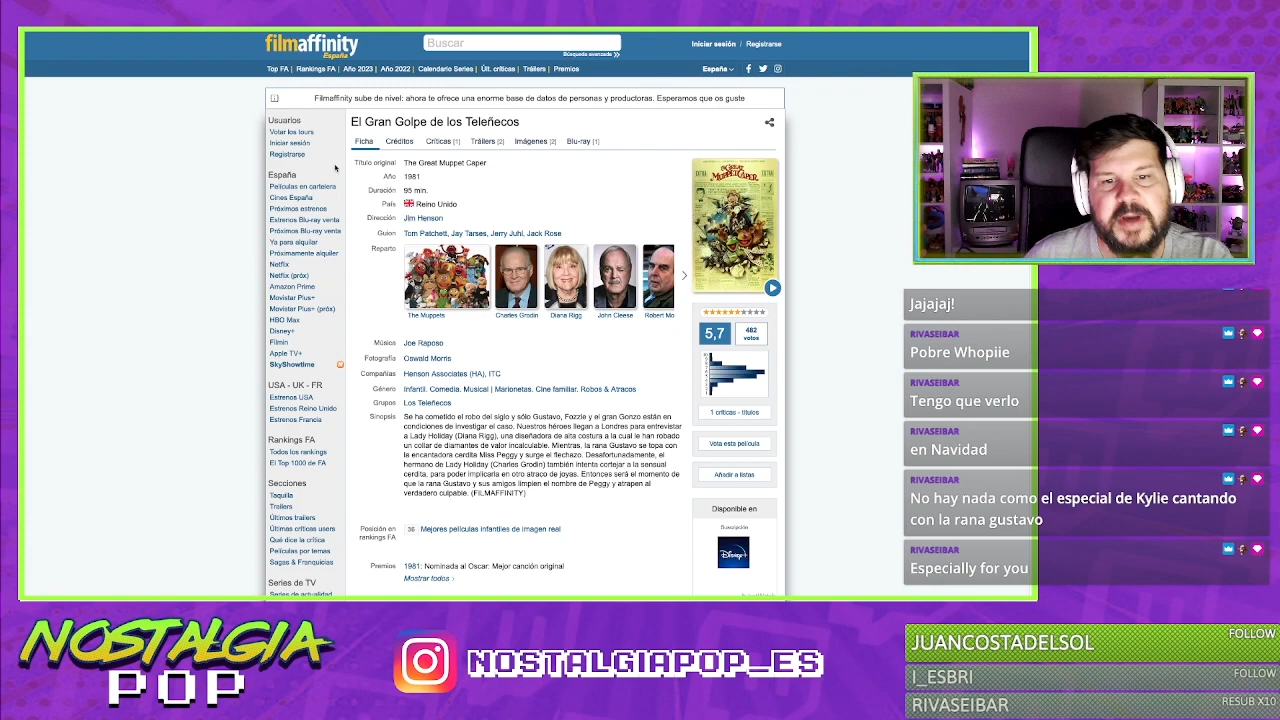 filmaffinity
España
Buscar
Búsqueda avanzada
Iniciar sesión / Registrarse
Top FA | Rankings FA | Año 2023 | Año 2022 | Calendario Series | Últ. críticas | Tráilers | Premios
España
Filmaffinity sube de nivel: ahora te ofrece una enorme base de datos de personas y productoras. Esperamos que os guste
Usuarios
Votar los tours
Iniciar sesión
Registrarse
España
Películas en cartelera
Cines España
Próximos estrenos
Estrenos Blu-ray venta
Próximos Blu-ray venta
Ya para alquilar
Próximamente alquiler
Netflix
Netflix (próx)
Amazon Prime
Movistar Plus+
Movistar Plus+ (próx)
HBO Max
Disney+
Filmin
Apple TV+
SkyShowtime
USA - UK - FR
Estrenos USA
Estrenos Reino Unido
Estrenos Francia
Rankings FA
Todos los rankings
El Top 1000 de FA
Secciones
Taquilla
Trailers
Últimos trailers
Últimas críticas users
Qué dice la crítica
Películas por temas
Sagas & Franquicias
Series de TV
Series de actualidad
El Gran Golpe de los Teleñecos
Ficha Créditos Críticas [1] Tráilers [2] Imágenes [2] Blu-ray [1]
Título original The Great Muppet Caper
Año 1981
Duración 95 min.
País Reino Unido
Dirección Jim Henson
Guion Tom Patchett, Jay Tarses, Jerry Juhl, Jack Rose
Reparto
The Muppets Charles Grodin Diana Rigg John Cleese Robert Mo
Música Joe Raposo
Fotografía Oswald Morris
Compañías Henson Associates (HA), ITC
Género Infantil. Comedia. Musical | Marionetas. Cine familiar. Robos & Atracos
Grupos Los Teleñecos
Sinopsis Se ha cometido el robo del siglo y sólo Gustavo, Fozzie y el gran Gonzo están en
condiciones de investigar el caso. Nuestros héroes llegan a Londres para entrevistar
a Lady Holiday (Diana Rigg), una diseñadora de alta costura a la cual le han robado
un collar de diamantes de valor incalculable. Mientras, la rana Gustavo se topa con
la encantadora cerdita Miss Peggy y surge el flechazo. Desafortunadamente, el
hermano de Lady Holiday (Charles Grodin) también intenta cortejar a la sensual
cerdita, para poder implicarla en otro atraco de joyas. Entonces será el momento de
que la rana Gustavo y sus amigos limpien el nombre de Peggy y atrapen al
verdadero culpable. (FILMAFFINITY)
Posición en
rankings FA
36 Mejores películas infantiles de imagen real
Premios 1981: Nominada al Oscar: Mejor canción original
Mostrar todos
EXTRA EXTRA
GREAT MUPPET CAPER
5,7
482
votos
1 críticas - títulos
Vota esta película
Añadir a listas
Disponible en
Suscripción
Disney+
Jajajaj!
RIVASEIBAR
Pobre Whopiie
RIVASEIBAR
Tengo que verlo
RIVASEIBAR
en Navidad
RIVASEIBAR
No hay nada como el especial de Kylie cantando
con la rana gustavo
RIVASEIBAR
Especially for you
NOSTALGIA
POP
NOSTALGIAPOP_ES
JUANCOSTADELSOL FOLLOW
I_ESBRI FOLLOW
RIVASEIBAR RESUB X10